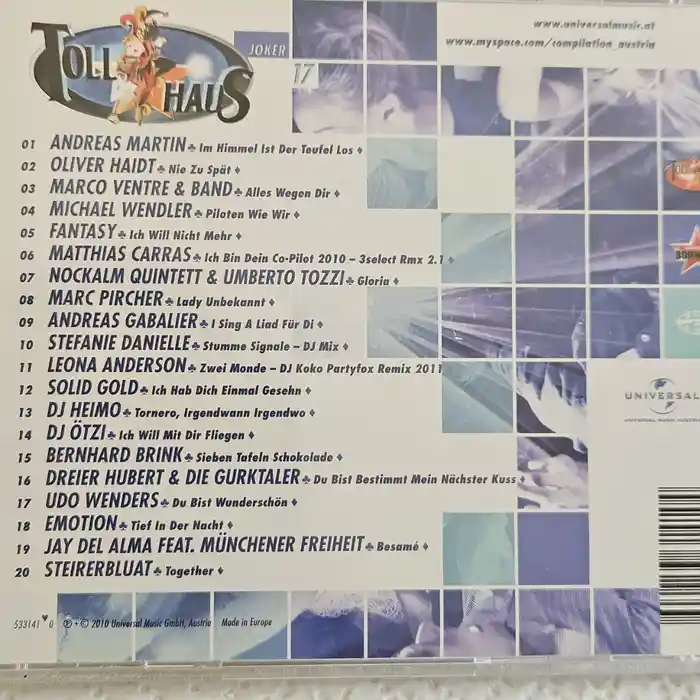 TOLL HAUS
JOKER
17
www.universalmusic.at
www.myspace.com/compilation_austria
01 ANDREAS MARTIN ♣ Im Himmel Ist Der Teufel Los ♦
02 OLIVER HAIDT ♣ Nie Zu Spät ♦
03 MARCO VENTRE & BAND ♣ Alles Wegen Dir ♦
04 MICHAEL WENDLER ♣ Piloten Wie Wir ♦
05 FANTASY ♣ Ich Will Nicht Mehr ♦
06 MATTHIAS CARRAS ♣ Ich Bin Dein Co-Pilot 2010 – 3select Rmx 2.1 ♦
07 NOCKALM QUINTETT & UMBERTO TOZZI ♣ Gloria ♦
08 MARC PIRCHER ♣ Lady Unbekannt ♦
09 ANDREAS GABALIER ♣ I Sing A Liad Für Di ♦
10 STEFANIE DANIELLE ♣ Stumme Signale – DJ Mix ♦
11 LEONA ANDERSON ♣ Zwei Monde – DJ Koko Partyfox Remix 2011
12 SOLID GOLD ♣ Ich Hab Dich Einmal Gesehn ♦
13 DJ HEIMO ♣ Tornero, Irgendwann Irgendwo ♦
14 DJ ÖTZI ♣ Ich Will Mit Dir Fliegen ♦
15 BERNHARD BRINK ♣ Sieben Tafeln Schokolade ♦
16 DREIER HUBERT & DIE GURKTALER ♣ Du Bist Bestimmt Mein Nächster Kuss ♦
17 UDO WENDERS ♣ Du Bist Wunderschön ♦
18 EMOTION ♣ Tief In Der Nacht ♦
19 JAY DEL ALMA FEAT. MÜNCHENER FREIHEIT ♣ Besamé ♦
20 STEIRERBLUAT ♣ Together ♦
UNIVERSAL
UNIVERSAL MUSIC AUSTRIA
533141 ♥ 0 ℗ + © 2010 Universal Music GmbH, Austria Made in Europe